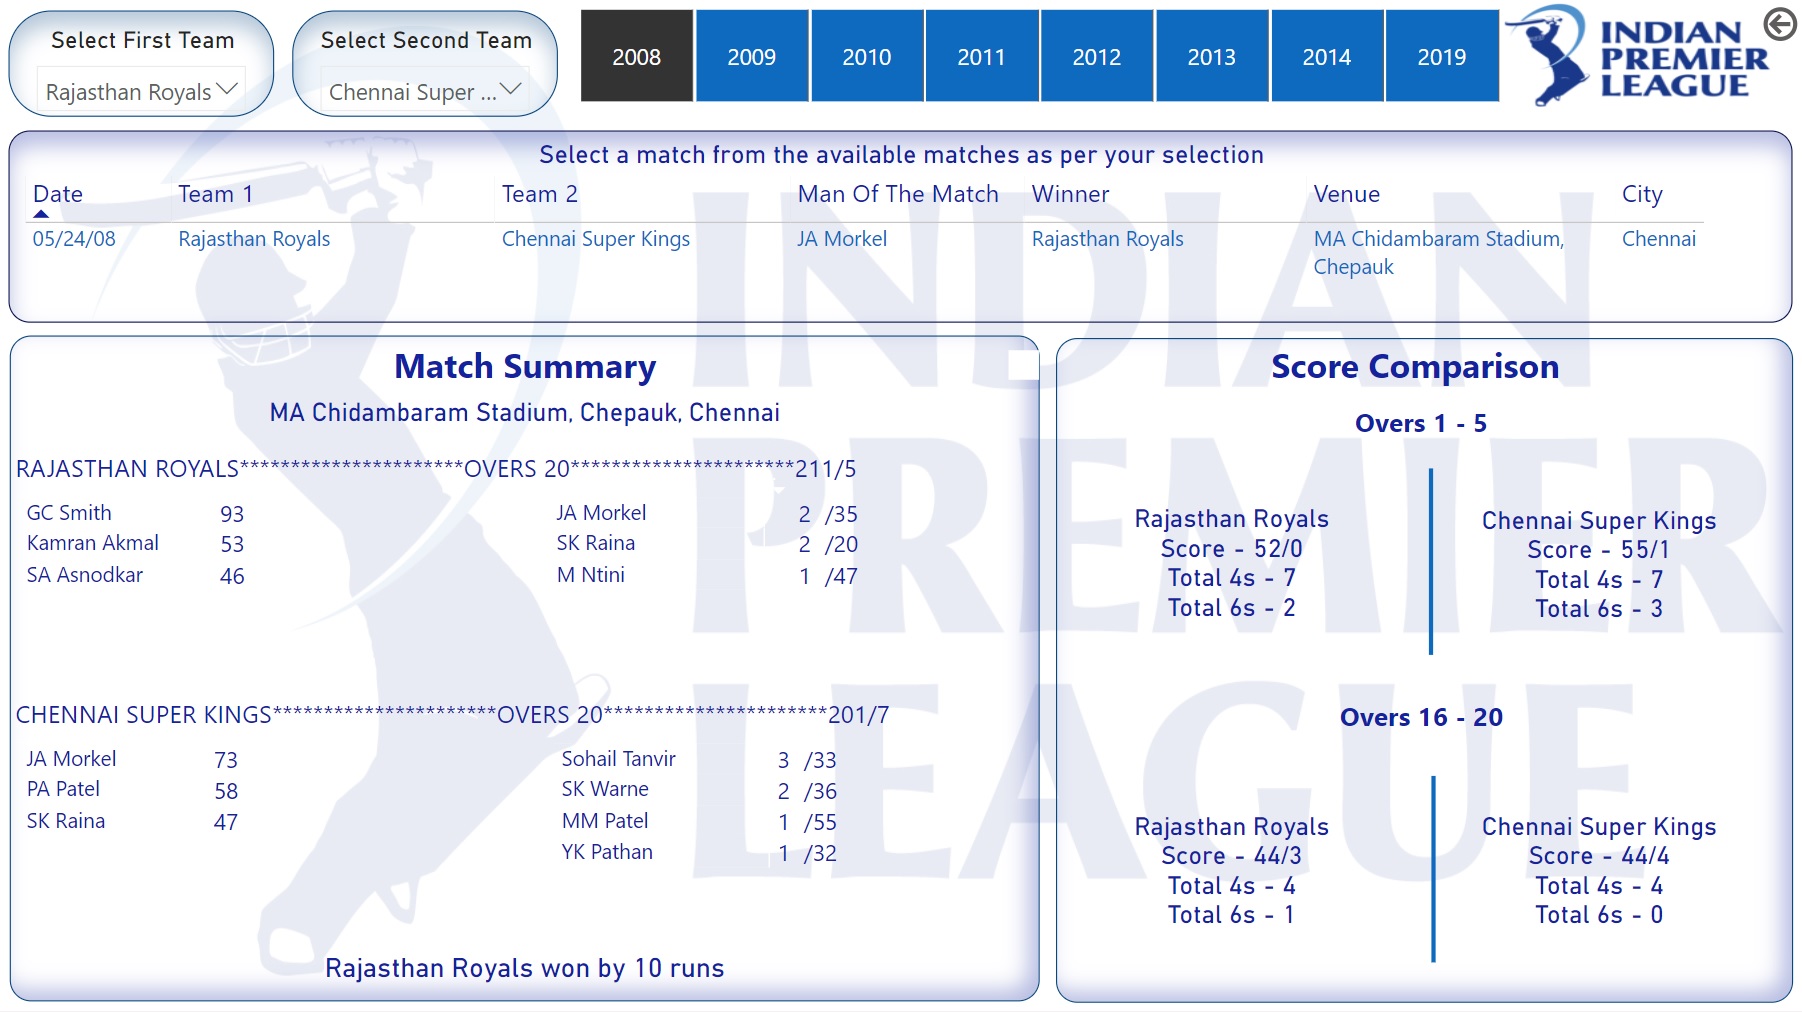 Select First Team
Rajasthan Royals
Select Second Team
Chennai Super ...
2008 2009 2010 2011 2012 2013 2014 2019
INDIAN
PREMIER
LEAGUE
Select a match from the available matches as per your selection
Date Team 1 Team 2 Man Of The Match Winner Venue City
05/24/08 Rajasthan Royals Chennai Super Kings JA Morkel Rajasthan Royals MA Chidambaram Stadium, Chennai
Chepauk
Match Summary
MA Chidambaram Stadium, Chepauk, Chennai
RAJASTHAN ROYALS**********************OVERS 20**********************211/5
GC Smith 93 JA Morkel 2 /35
Kamran Akmal 53 SK Raina 2 /20
SA Asnodkar 46 M Ntini 1 /47
CHENNAI SUPER KINGS**********************OVERS 20**********************201/7
JA Morkel 73 Sohail Tanvir 3 /33
PA Patel 58 SK Warne 2 /36
SK Raina 47 MM Patel 1 /55
YK Pathan 1 /32
Rajasthan Royals won by 10 runs
Score Comparison
Overs 1 - 5
Rajasthan Royals
Score - 52/0
Total 4s - 7
Total 6s - 2
Chennai Super Kings
Score - 55/1
Total 4s - 7
Total 6s - 3
Overs 16 - 20
Rajasthan Royals
Score - 44/3
Total 4s - 4
Total 6s - 1
Chennai Super Kings
Score - 44/4
Total 4s - 4
Total 6s - 0
INDIAN
PREMIER
LEAGUE